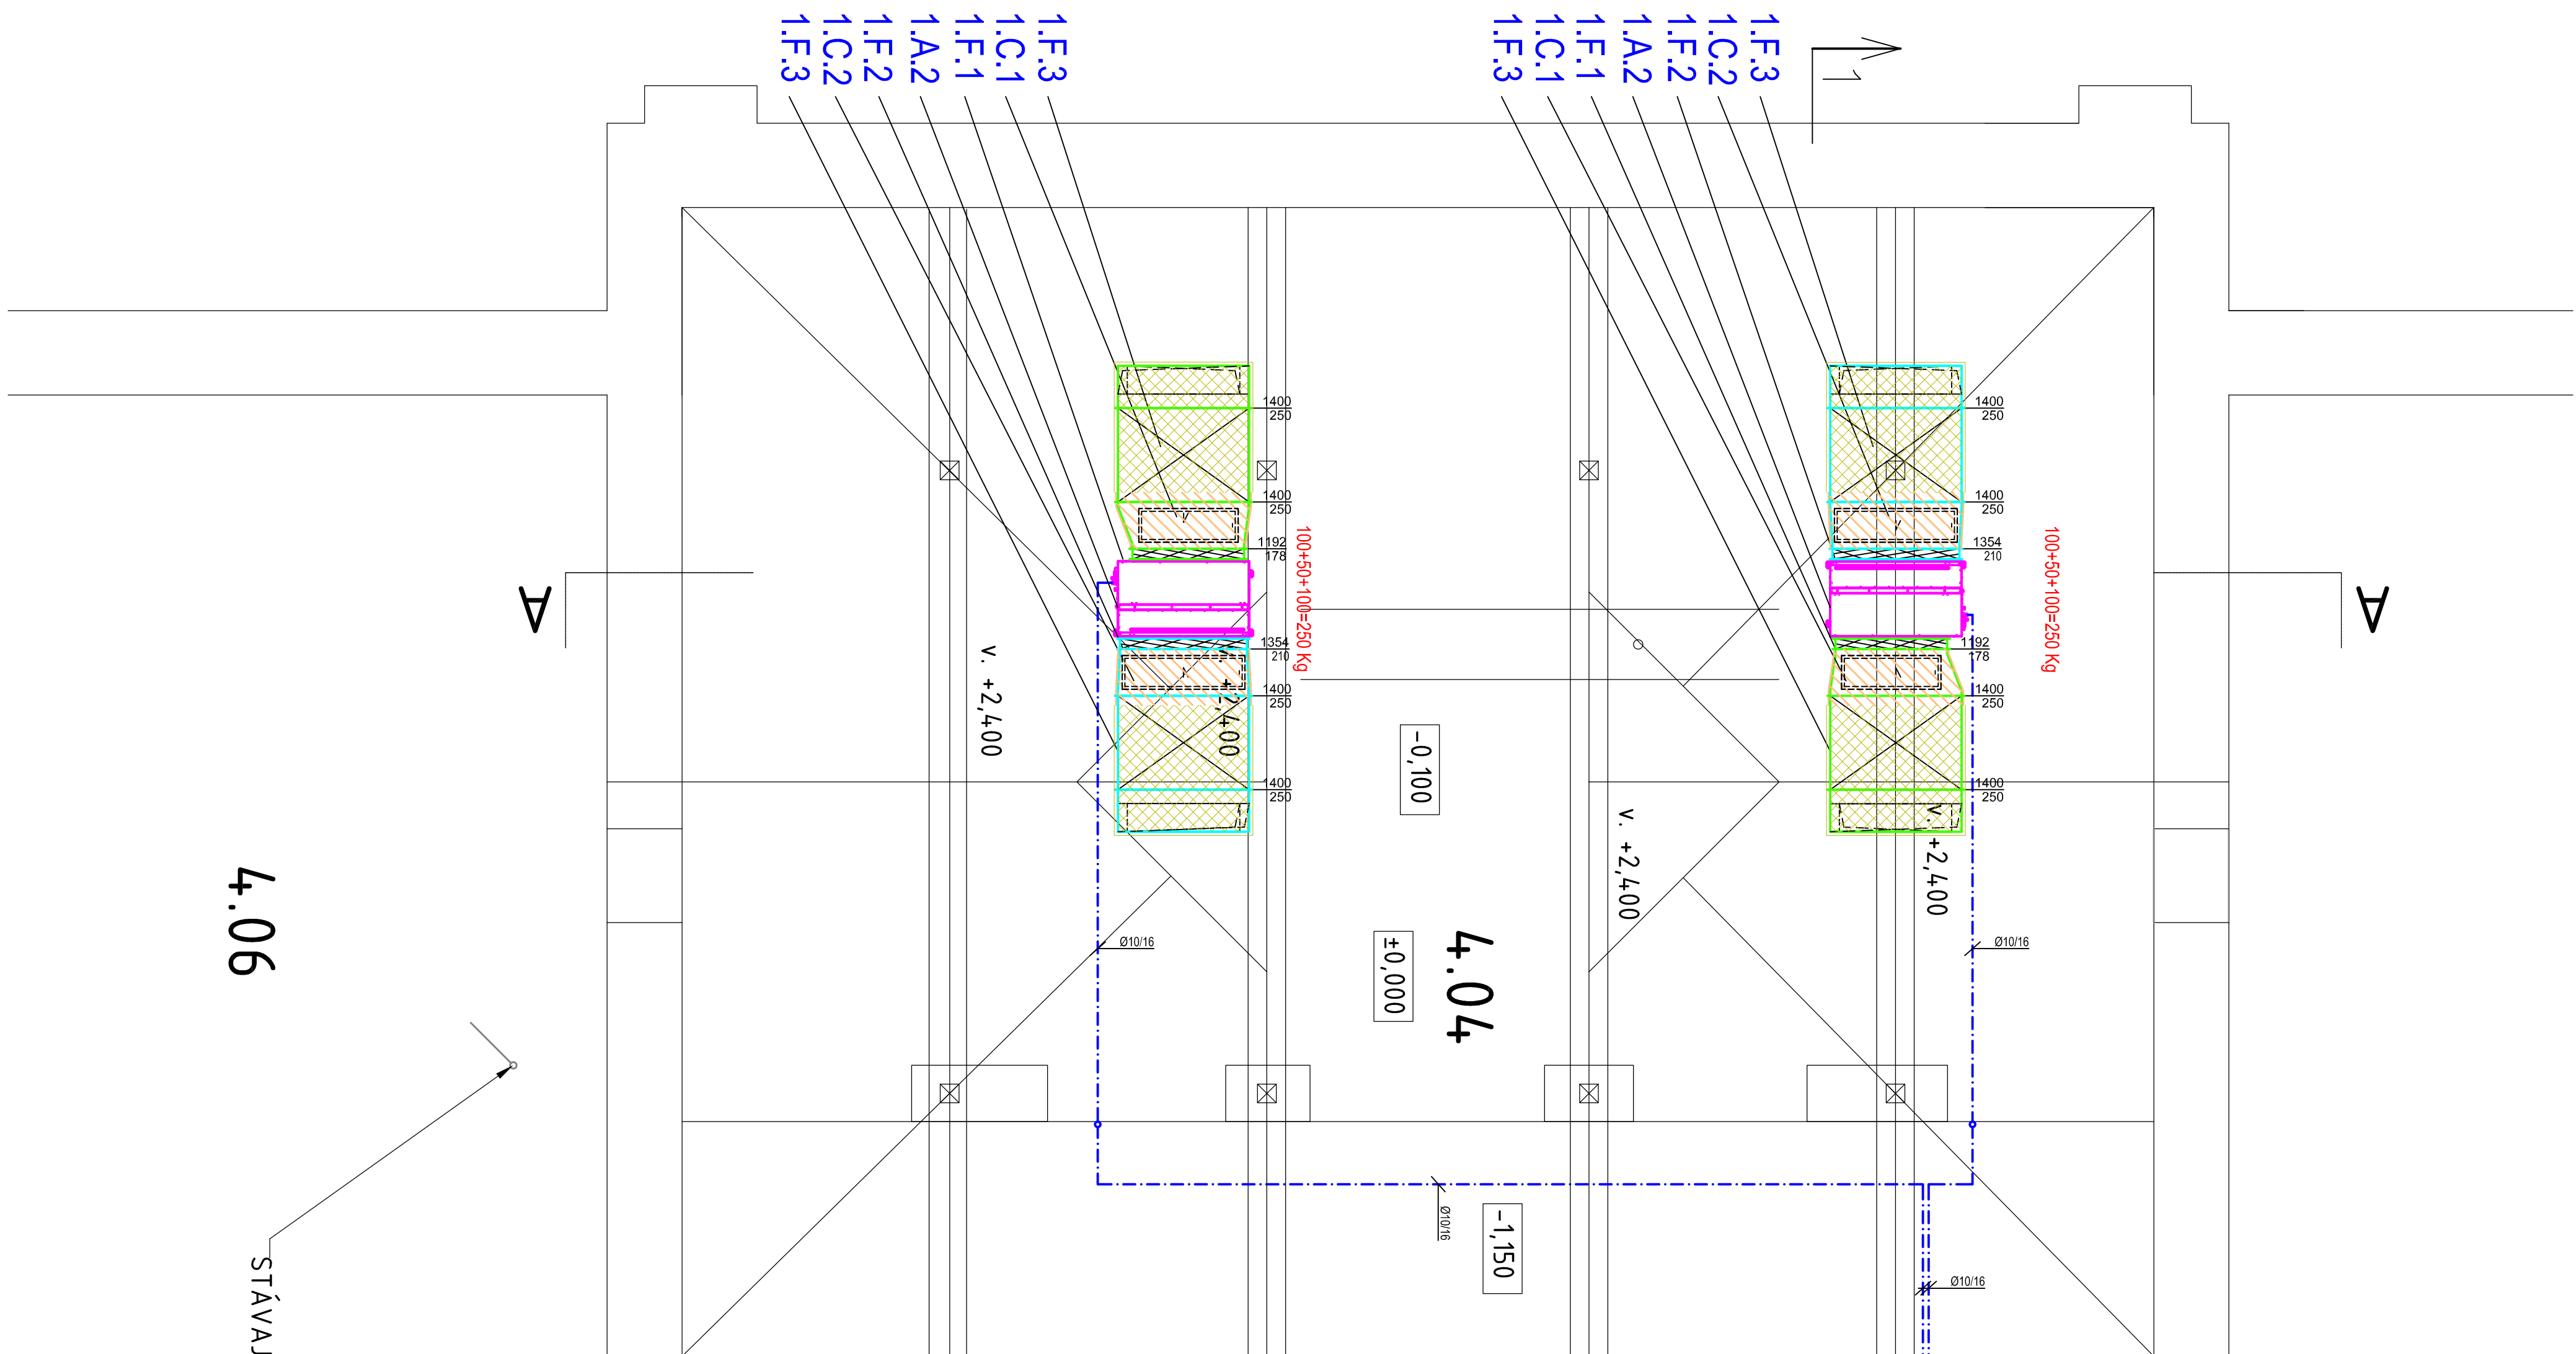 1.F.3
1.C.2
1.F.2
1.A.2
1.F.1
1.C.1
1.F.3
1.F.3
1.C.1
1.F.1
1.A.2
1.F.2
1.C.2
1.F.3
1
1400
250
1400
250
1192
178
1354
210
1400
250
1400
250
100+50+100=250 Kg
1400
250
1400
250
1354
210
1192
178
1400
250
1400
250
100+50+100=250 Kg
A
A
v. +2,400
v. +2,400
v. +2,400
v. +2,400
-0,100
±0,000
4.04
4.06
-1,150
Ø10/16
Ø10/16
Ø10/16
Ø10/16
STÁVAJ